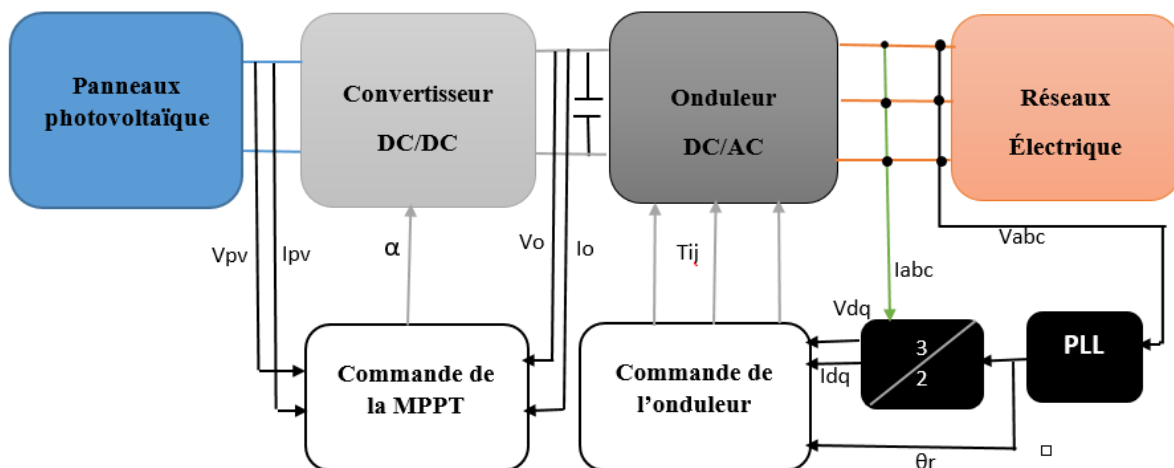 Panneaux
photovoltaïque
Convertisseur
DC/DC
Onduleur
DC/AC
Réseaux
Électrique
Vpv
Ipv
α
Vo
Io
Tij
Iabc
Vabc
Commande de
la MPPT
Commande de
l’onduleur
Vdq
Idq
3
2
PLL
θr